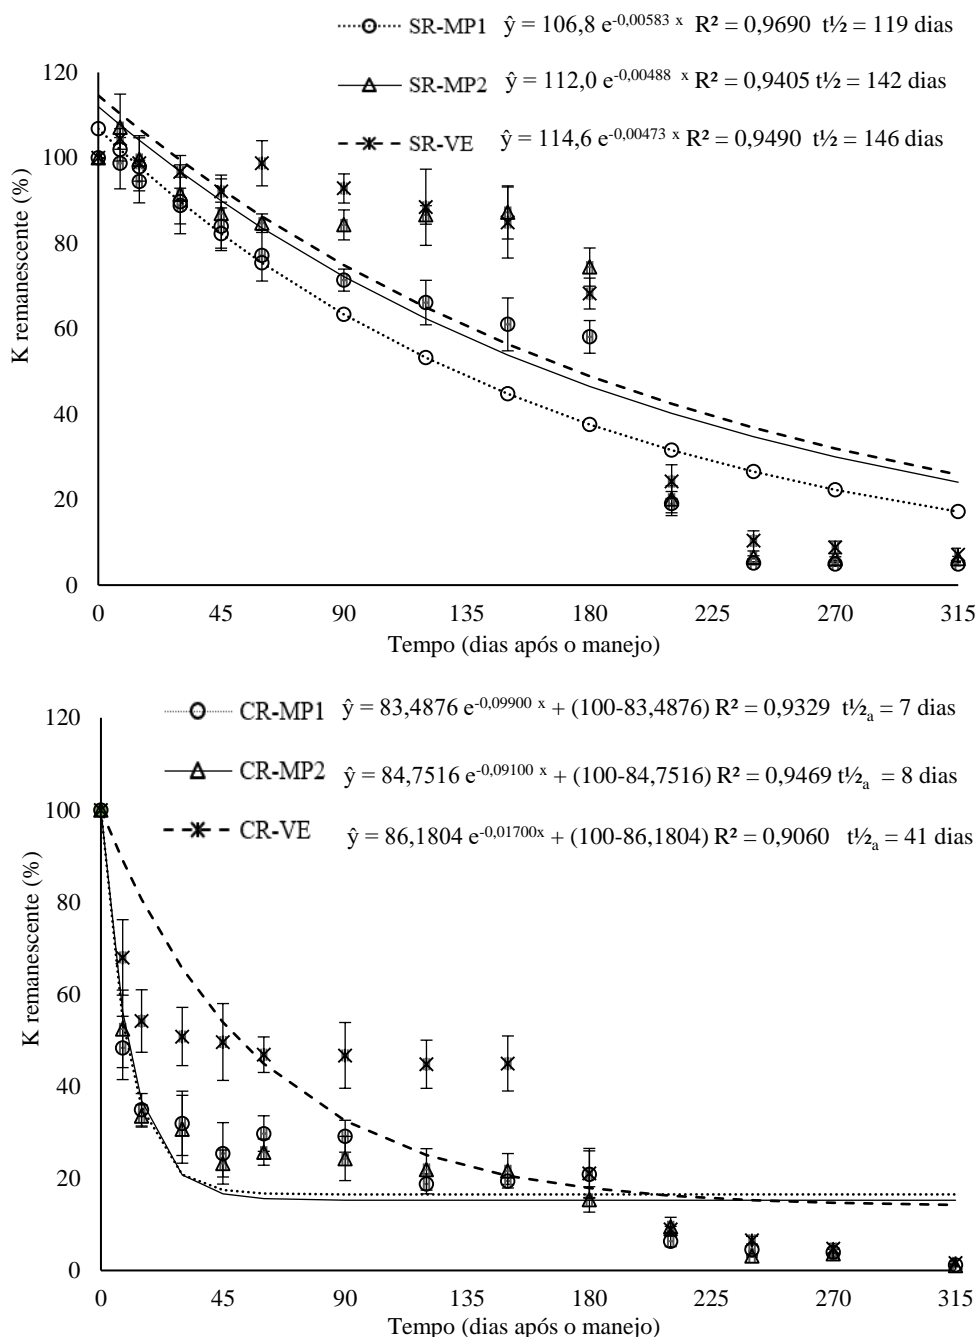 SR-MP1 ŷ = 106,8 e-0,00583 x R² = 0,9690 t½ = 119 dias
SR-MP2 ŷ = 112,0 e-0,00488 x R² = 0,9405 t½ = 142 dias
SR-VE ŷ = 114,6 e-0,00473 x R² = 0,9490 t½ = 146 dias
K remanescente (%)
120
100
80
60
40
20
0
0 45 90 135 180 225 270 315
Tempo (dias após o manejo)
CR-MP1 ŷ = 83,4876 e-0,09900 x + (100-83,4876) R² = 0,9329 t½a = 7 dias
CR-MP2 ŷ = 84,7516 e-0,09100 x + (100-84,7516) R² = 0,9469 t½a = 8 dias
CR-VE ŷ = 86,1804 e-0,01700x + (100-86,1804) R² = 0,9060 t½a = 41 dias
K remanescente (%)
120
100
80
60
40
20
0
0 45 90 135 180 225 270 315
Tempo (dias após o manejo)